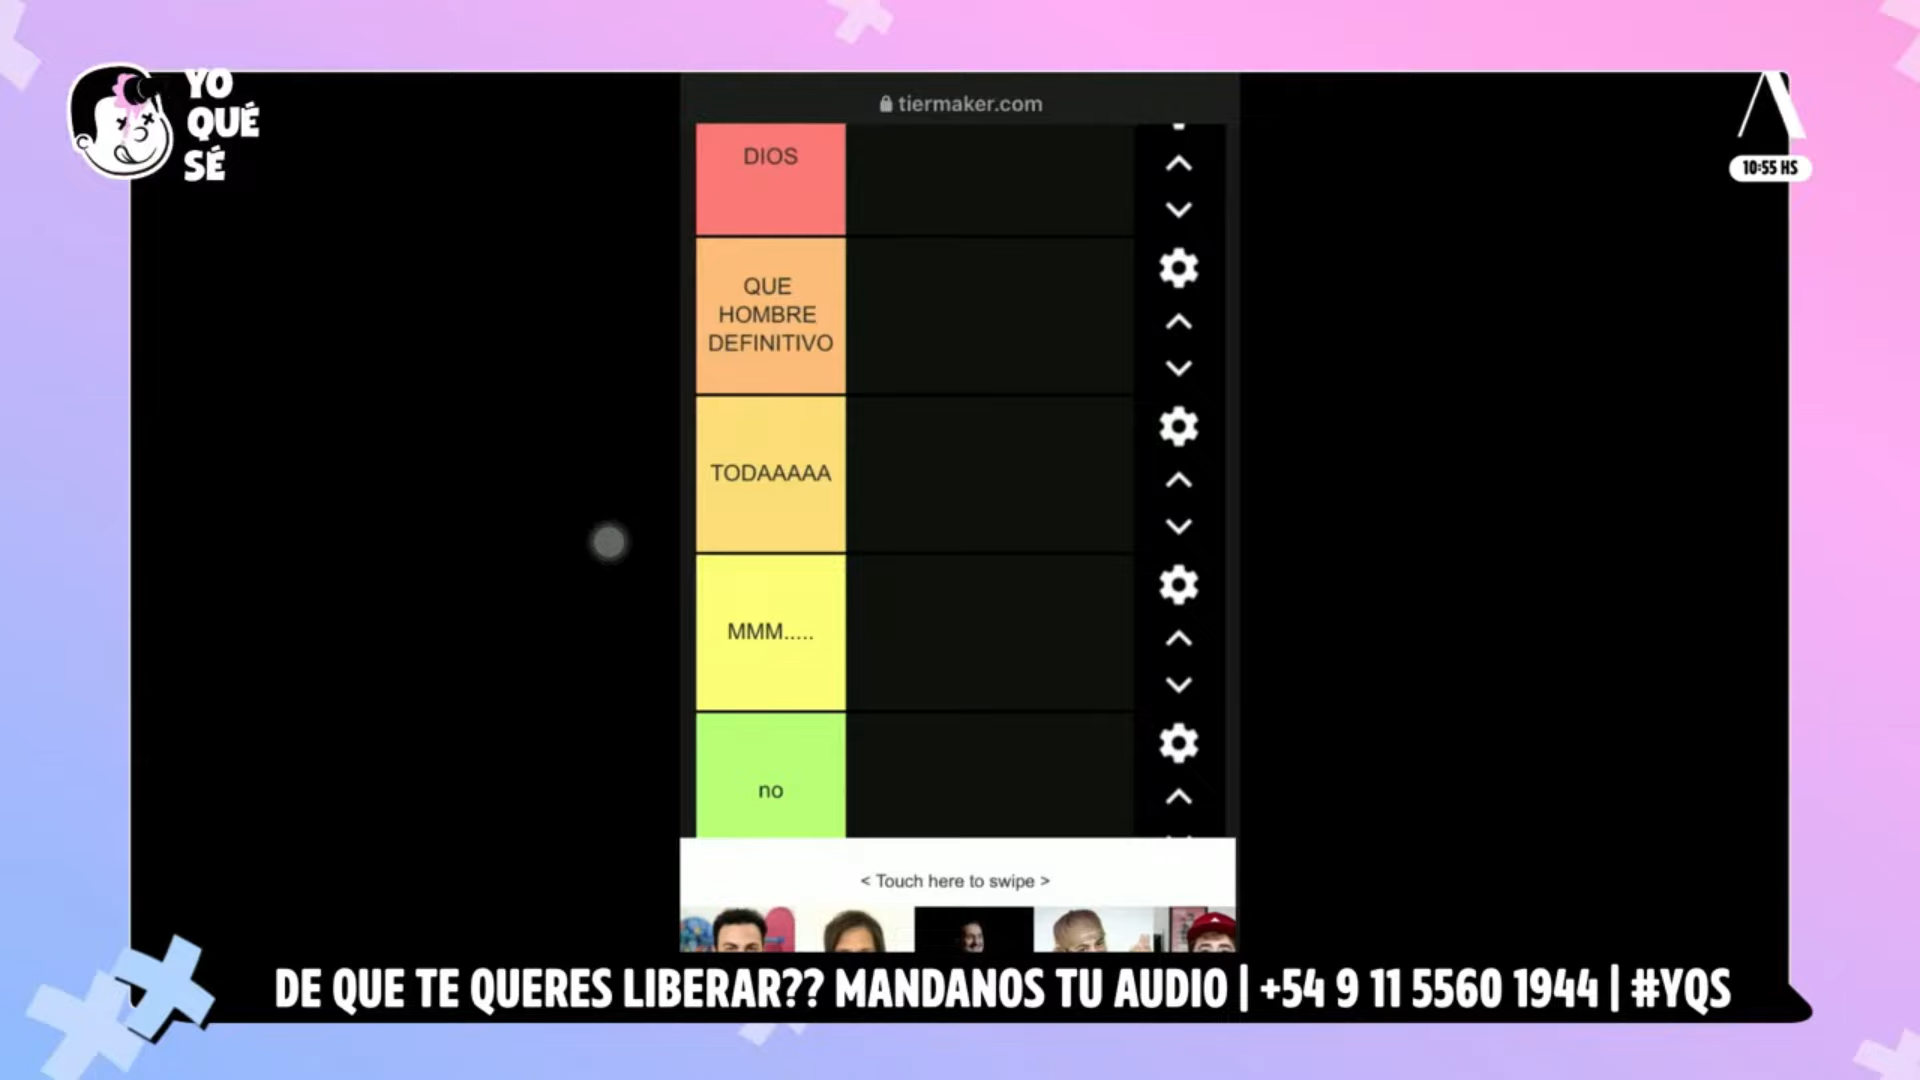 YO
QUÉ
SÉ
tiermaker.com
10:55 HS
DIOS
QUE
HOMBRE
DEFINITIVO
TODAAAAA
MMM.....
no
< Touch here to swipe >
DE QUE TE QUERES LIBERAR?? MANDANOS TU AUDIO | +54 9 11 5560 1944 | #YQS